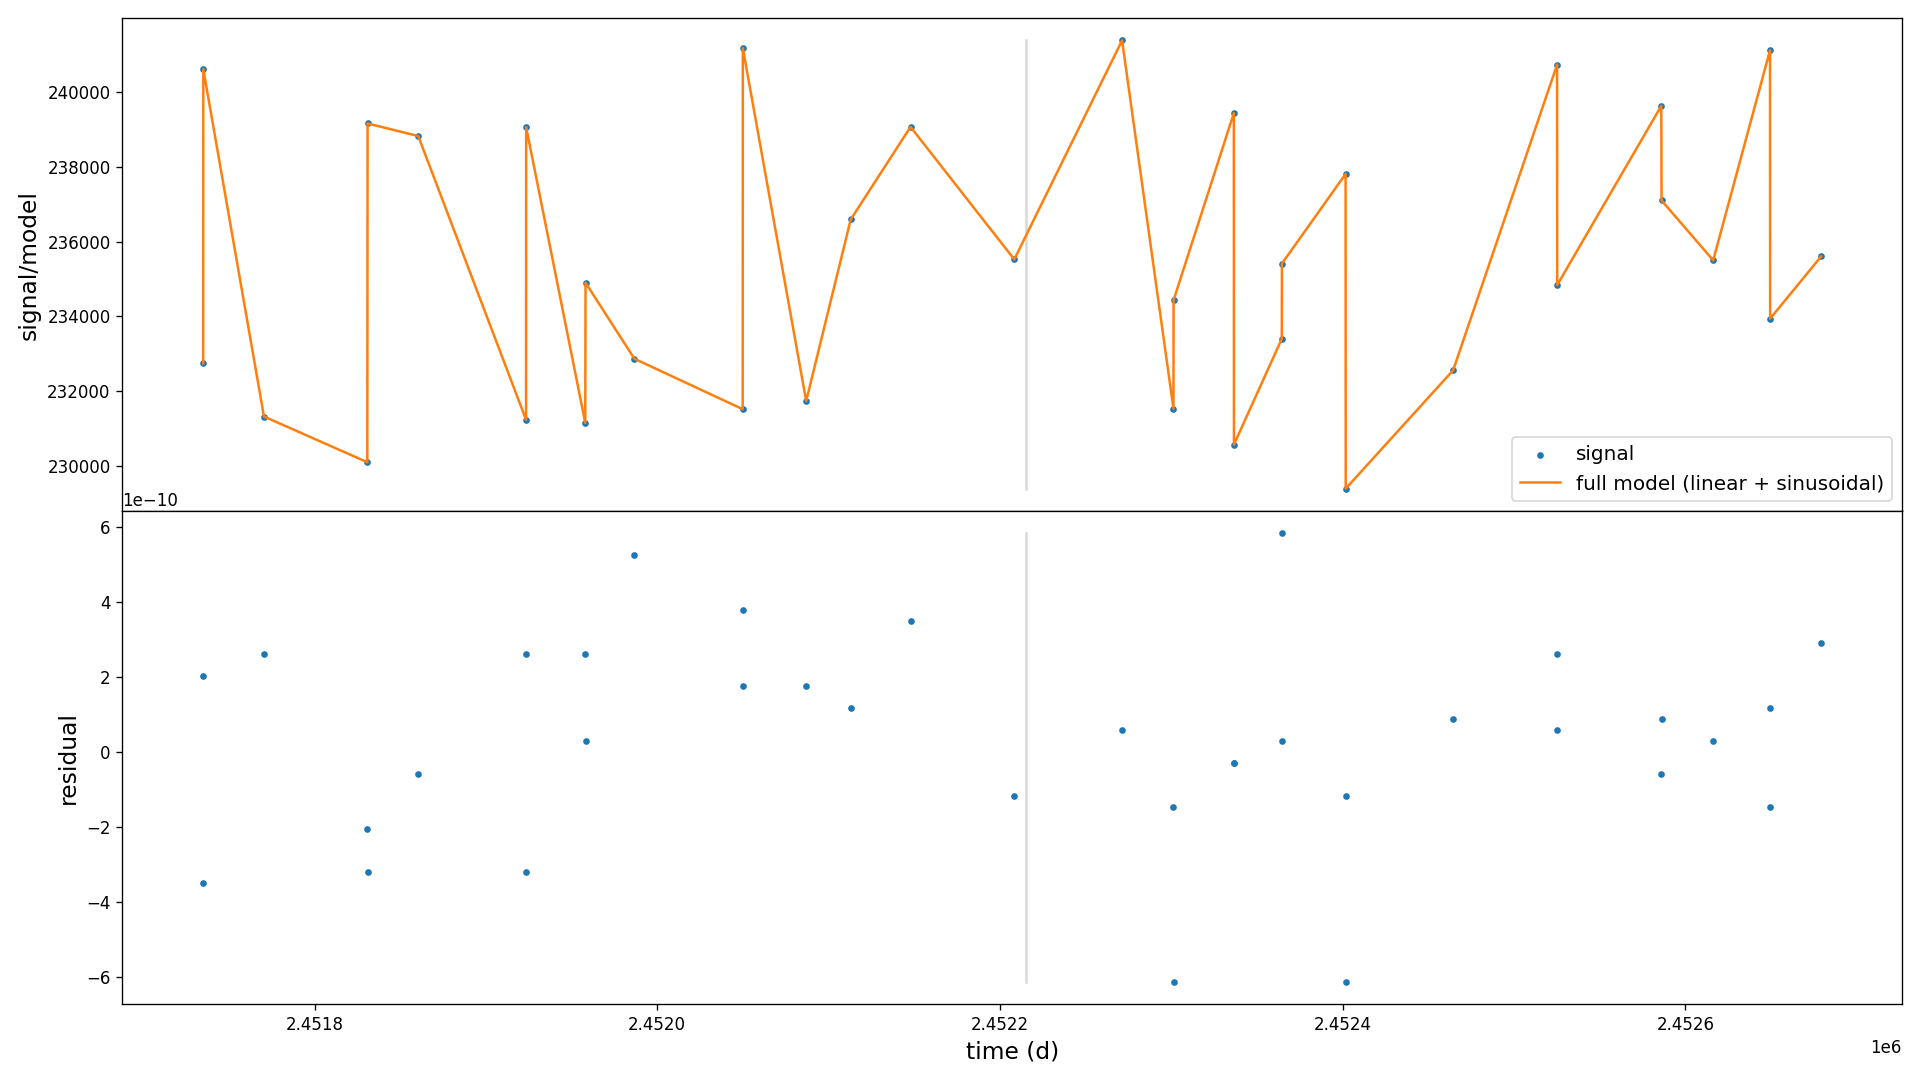 signal/model
240000
238000
236000
234000
232000
230000
signal
full model (linear + sinusoidal)
1e−10
residual
6
4
2
0
−2
−4
−6
2.4518
2.4520
2.4522
2.4524
2.4526
time (d)
1e6